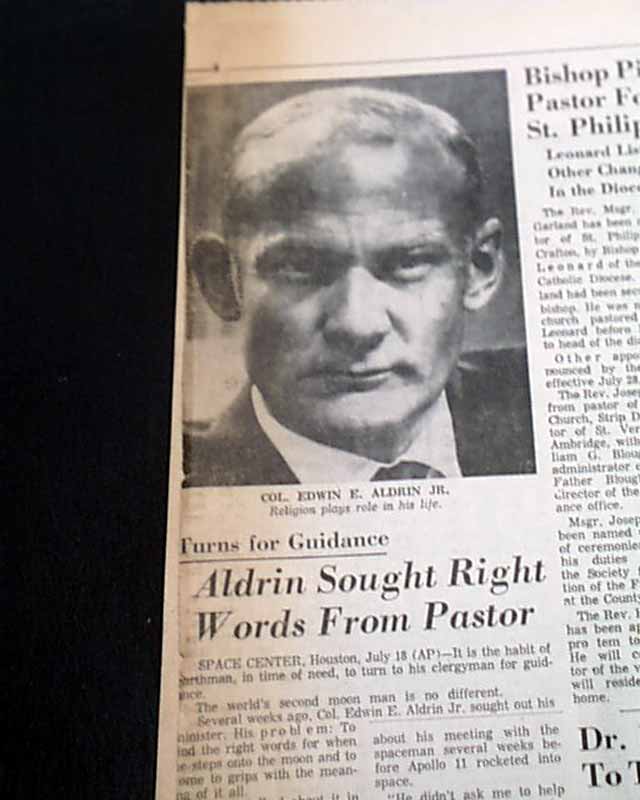 COL. EDWIN E. ALDRIN JR.
Religion plays role in his life.
Turns for Guidance
Aldrin Sought Right
Words From Pastor
SPACE CENTER, Houston, July 18 (AP)—It is the habit of
earthman, in time of need, to turn to his clergyman for guid-
ance.
The world's second moon man is no different.
Several weeks ago, Col. Edwin E. Aldrin Jr. sought out his
minister. His problem: To
find the right words for when
he steps onto the moon and to
come to grips with the mean-
ing of it all.
about his meeting with the
spaceman several weeks be-
fore Apollo 11 rocketed into
space.
"He didn't ask me to help
Bishop Pi
Pastor Fo
St. Philip
Leonard Lis
Other Chan
In the Dioc
The Rev. Msgr.
Garland has been
tor of St. Philip
Crafton, by Bishop
Leonard of the
Catholic Diocese.
land had been sec
bishop. He was
church pastored
Leonard before
to head of the di
Other appo
nounced by the
effective July 28
The Rev. Jose
from pastor of
Church, Strip D
tor of St. Ver
Ambridge, with
liam G. Bloug
administrator
Father Blough
director of the
ance office.
Msgr. Josep
been named
of ceremonie
his duties
the Society
tion of the F
at the County
The Rev.
has been ap
pro tem to
He will c
tor of the
will reside
home.
Dr.
To T